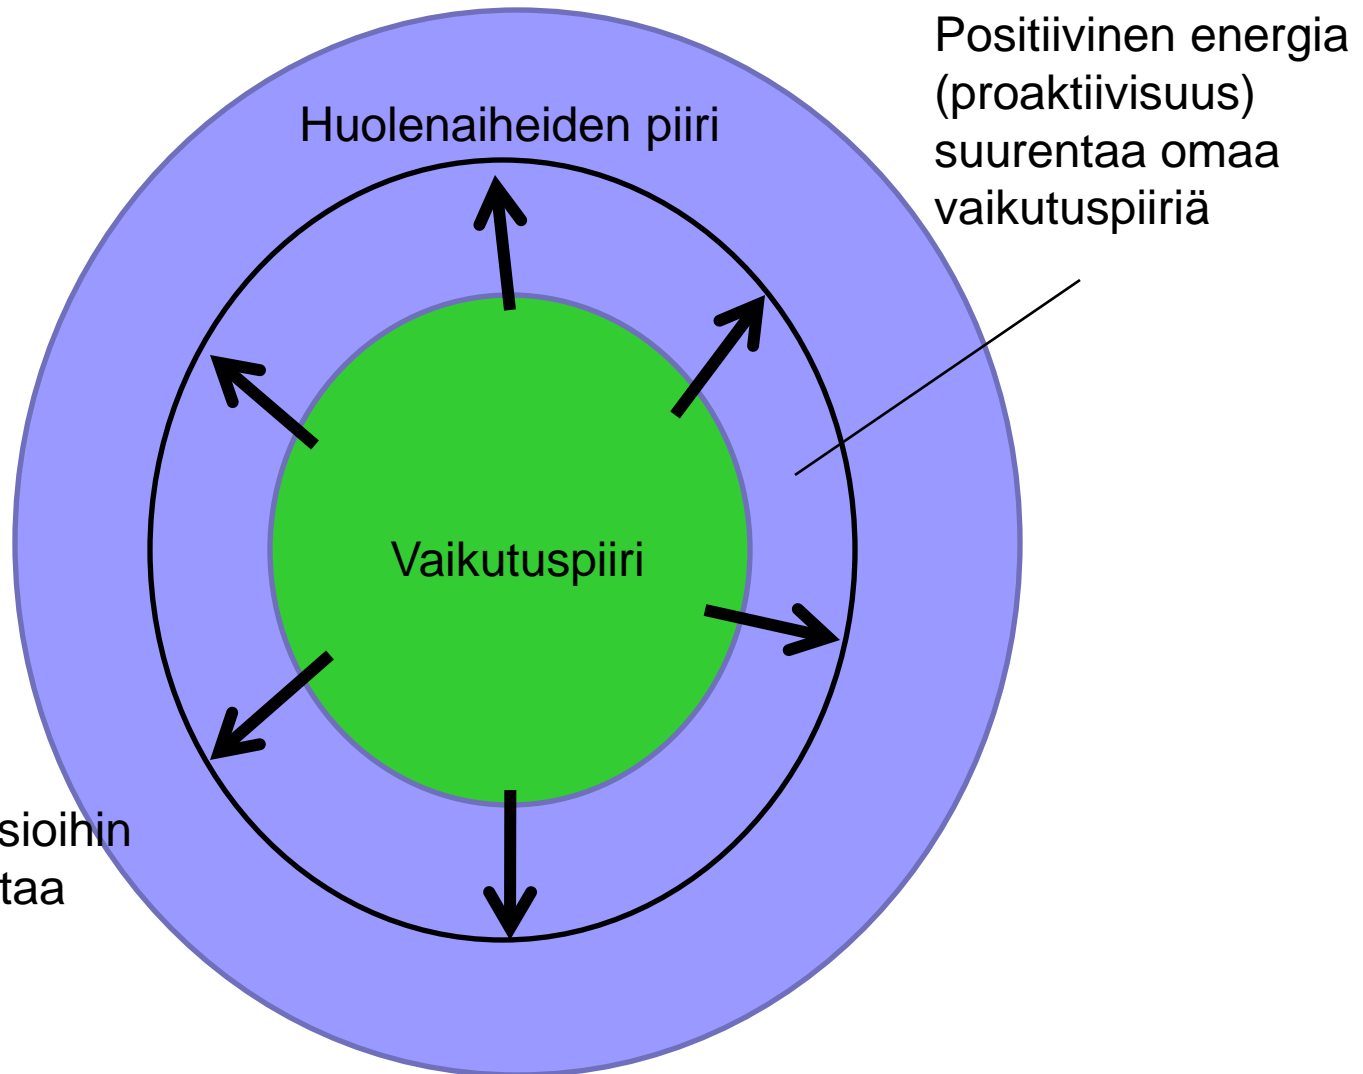 Positiivinen energia
(proaktiivisuus)
suurentaa omaa
vaikutuspiiriä
Huolenaiheiden piiri
Vaikutuspiiri
sioihin
taa